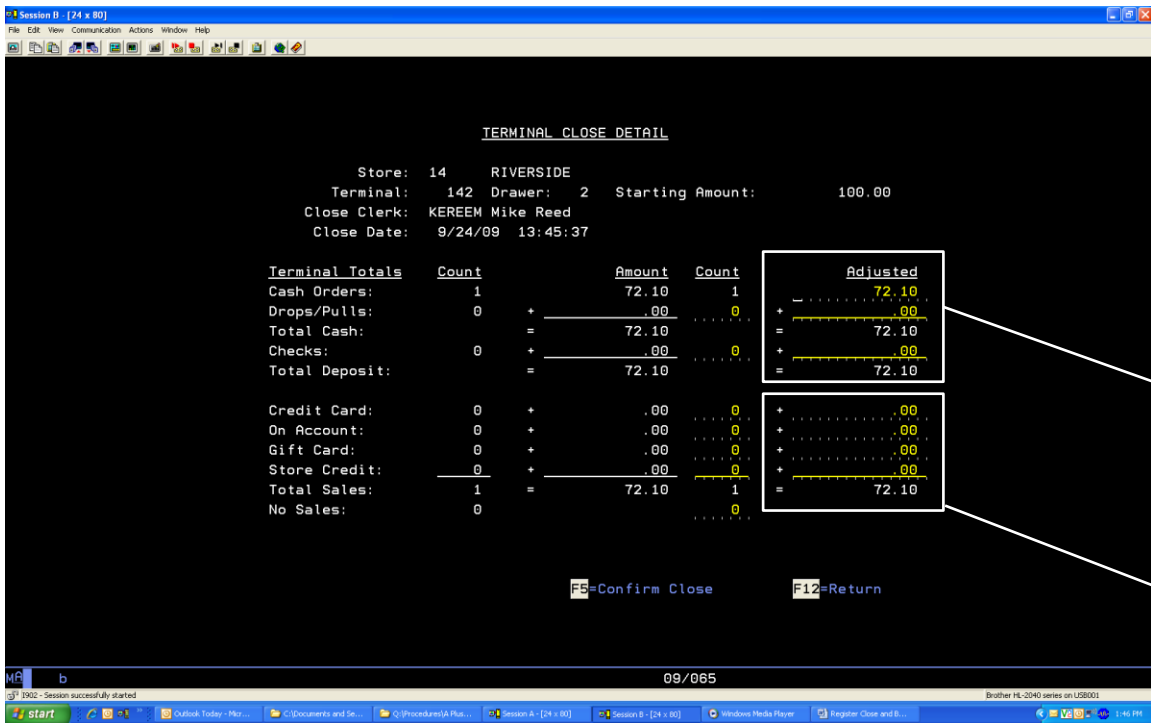 Session B - [24 x 80]
File Edit View Communication Actions Window Help
TERMINAL CLOSE DETAIL
Store: 14 RIVERSIDE
Terminal: 142 Drawer: 2 Starting Amount: 100.00
Close Clerk: KEREEM Mike Reed
Close Date: 9/24/09 13:45:37
Terminal Totals Count Amount Count Adjusted
Cash Orders: 1 72.10 1 72.10
Drops/Pulls: 0 + .00 0 + .00
Total Cash: = 72.10 = 72.10
Checks: 0 + .00 0 + .00
Total Deposit: = 72.10 = 72.10
Credit Card: 0 + .00 0 + .00
On Account: 0 + .00 0 + .00
Gift Card: 0 + .00 0 + .00
Store Credit: 0 + .00 0 + .00
Total Sales: 1 = 72.10 1 = 72.10
No Sales: 0 0
F5=Confirm Close F12=Return
MA b 09/065
I902 - Session successfully started Brother HL-2040 series on USB001
start Outlook Today - Micr... C:\Documents and Se... Q:\Procedures\A Plus... Session A - [24 x 80] Session B - [24 x 80] Windows Media Player Register Close and B... 1:46 PM